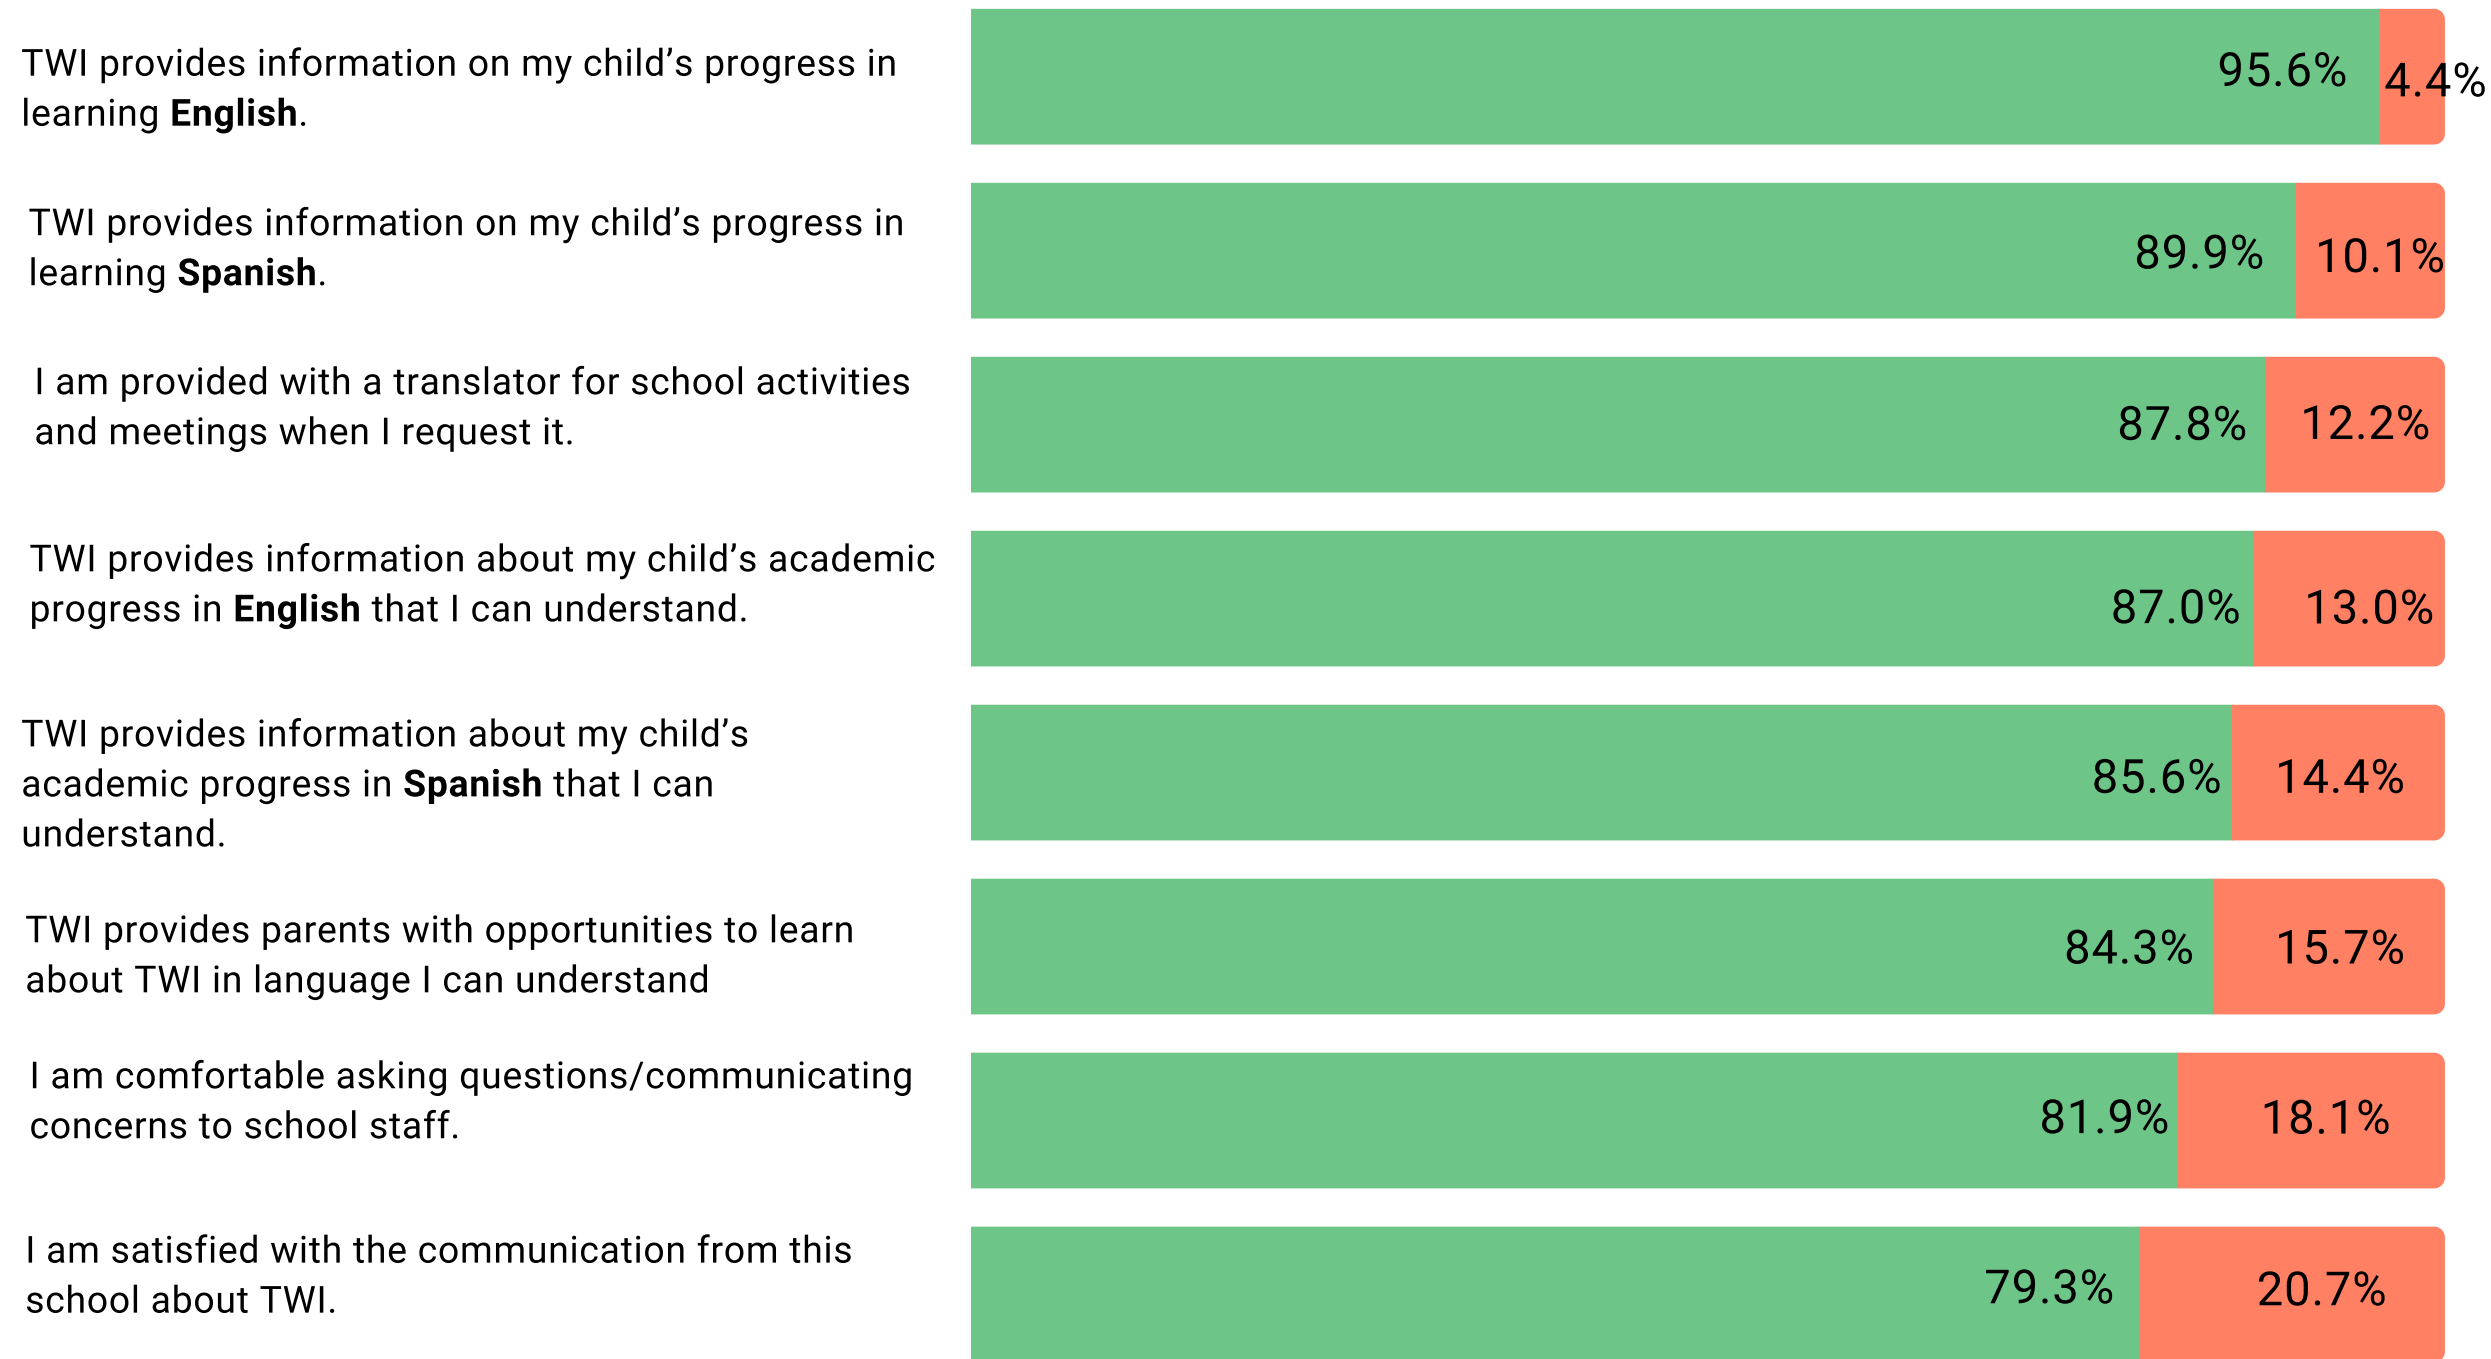 TWI provides information on my child’s progress in
learning English.
95.6%
4.4%
TWI provides information on my child’s progress in
learning Spanish.
89.9%
10.1%
I am provided with a translator for school activities
and meetings when I request it.
87.8%
12.2%
TWI provides information about my child’s academic
progress in English that I can understand.
87.0%
13.0%
TWI provides information about my child’s
academic progress in Spanish that I can
understand.
85.6%
14.4%
TWI provides parents with opportunities to learn
about TWI in language I can understand
84.3%
15.7%
I am comfortable asking questions/communicating
concerns to school staff.
81.9%
18.1%
I am satisfied with the communication from this
school about TWI.
79.3%
20.7%